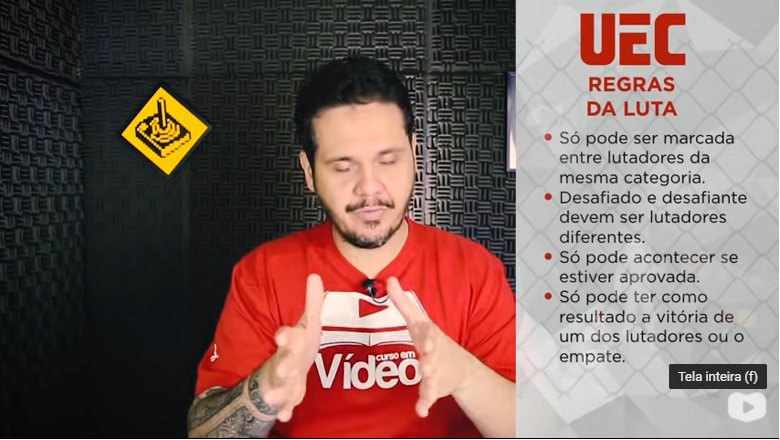 UEC
REGRAS
DA LUTA
• Só pode ser marcada
entre lutadores da
mesma categoria.
• Desafiado e desafiante
devem ser lutadores
diferentes.
• Só pode acontecer se
estiver aprovada.
• Só pode ter como
resultado a vitória de
um dos lutadores ou o
empate.
Tela inteira (f)
curso em
Vídeo